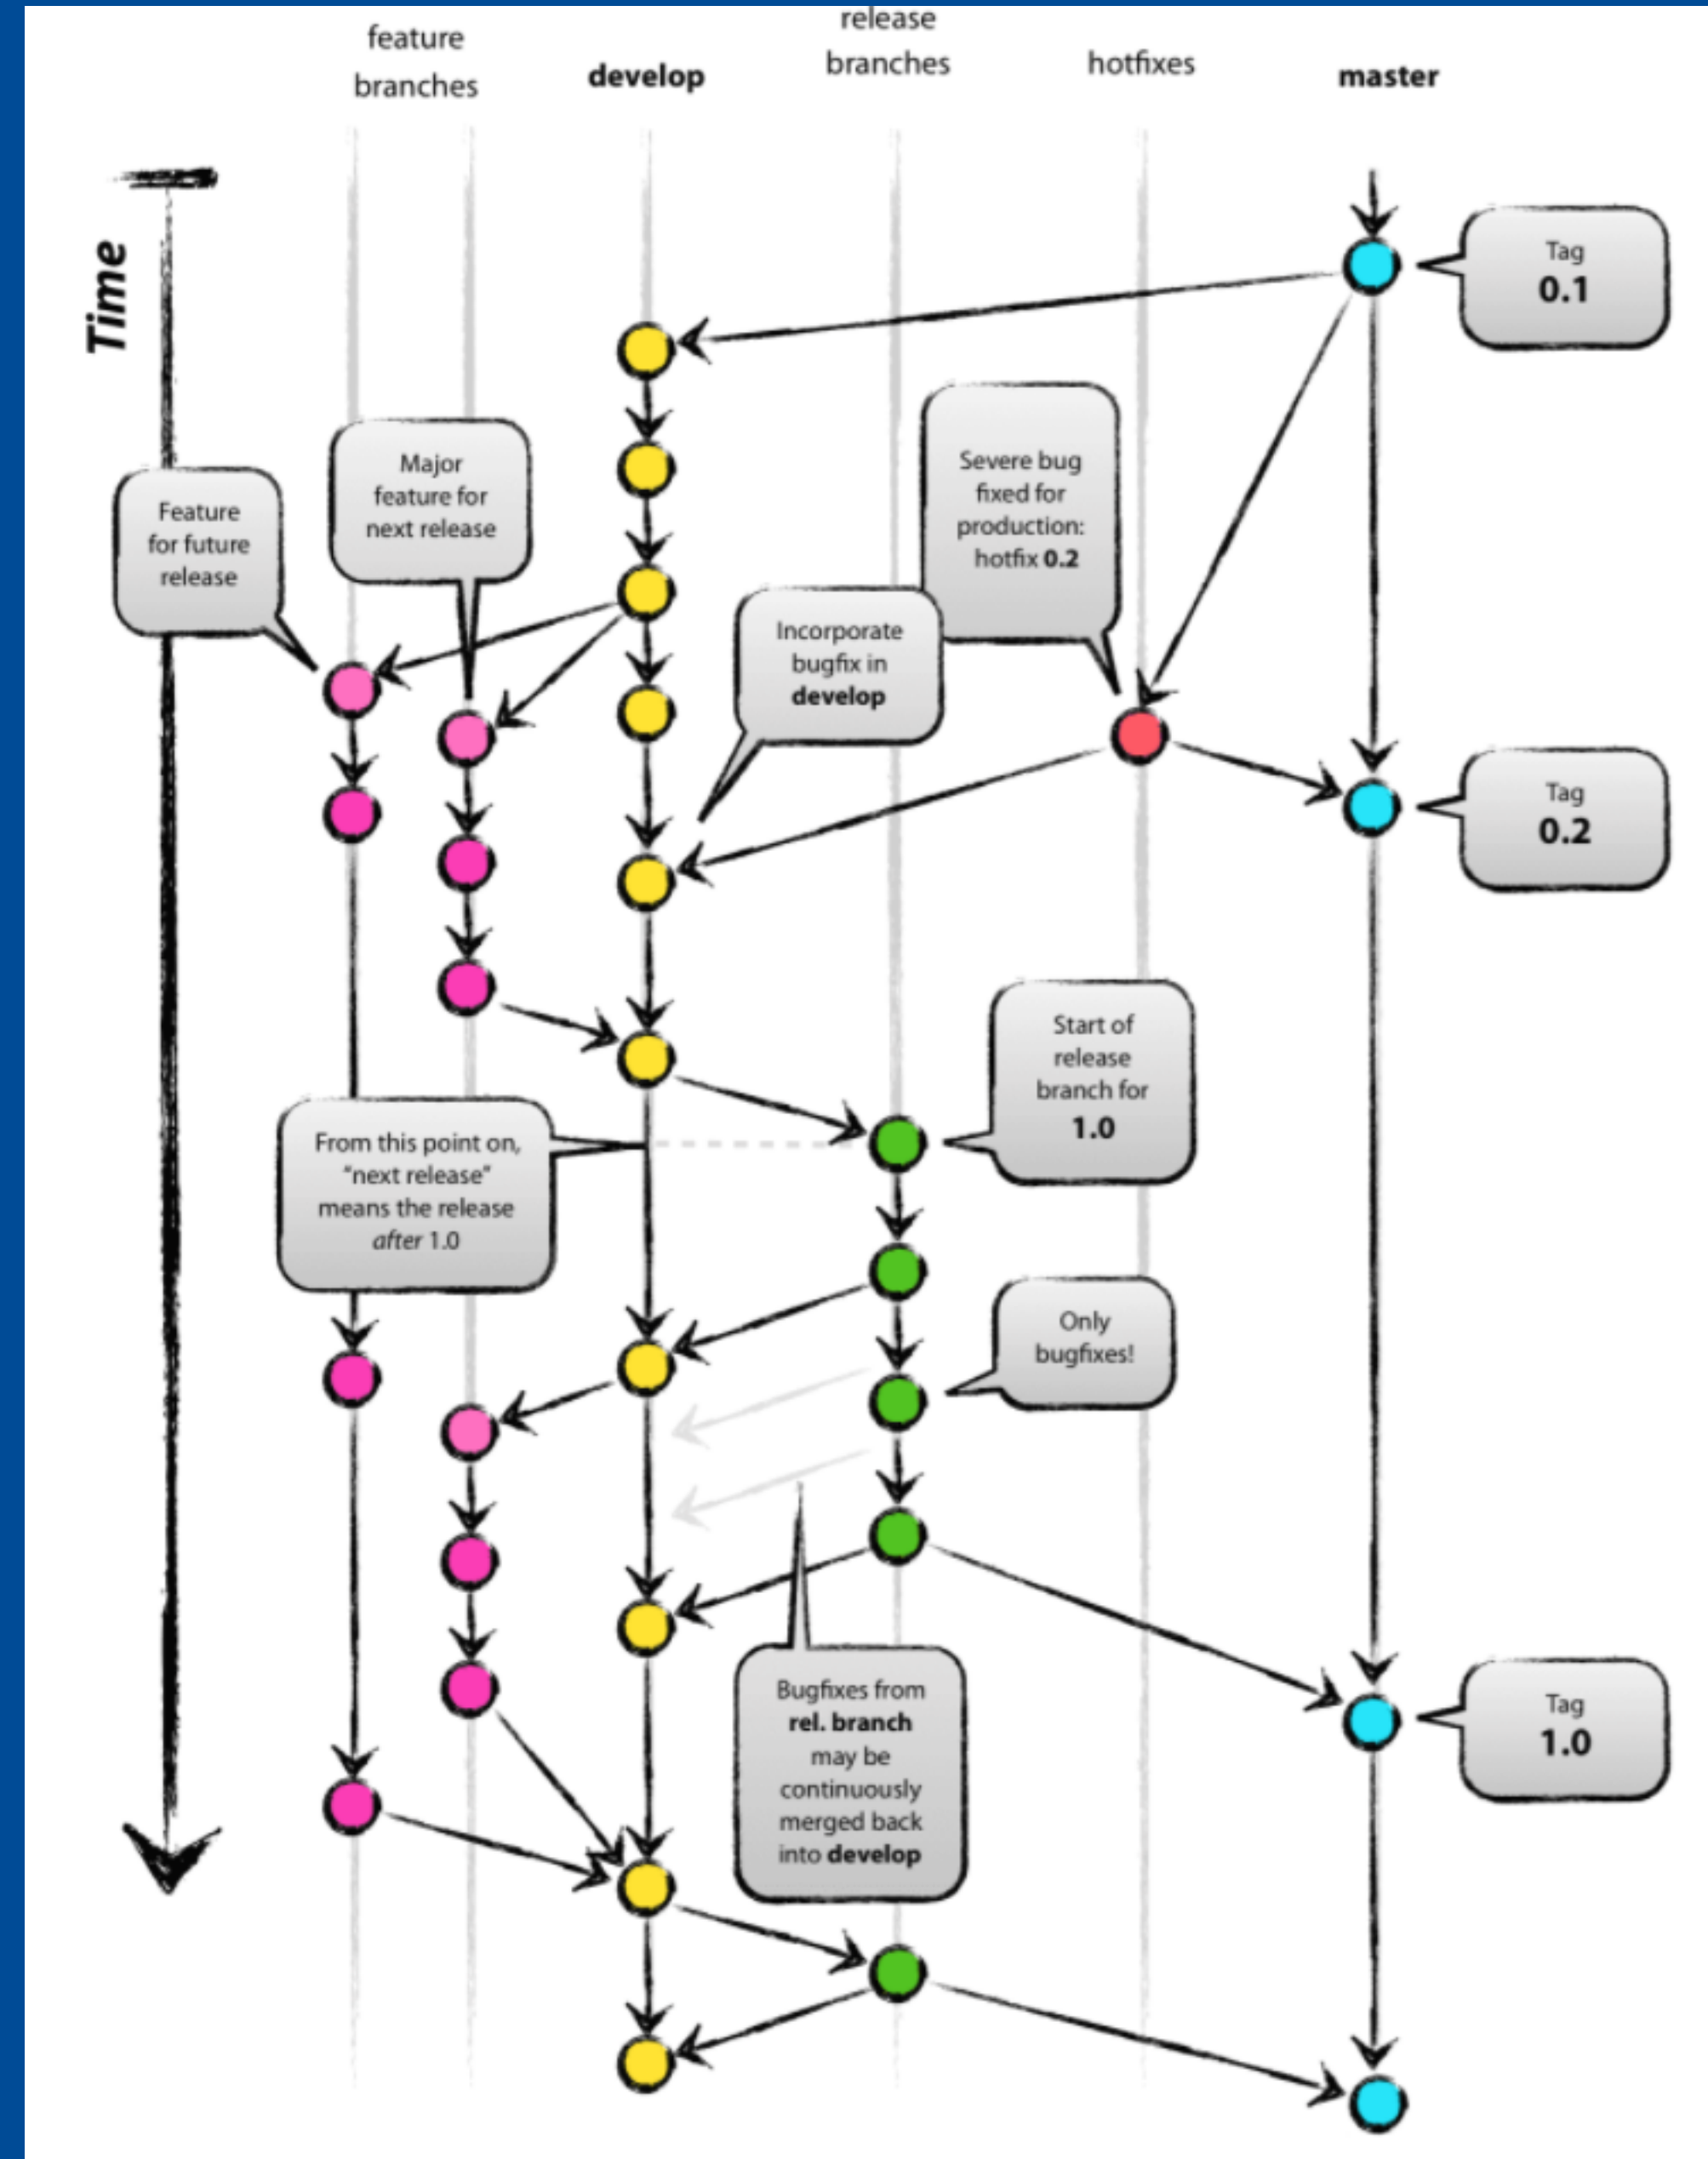 feature
branches
develop
release
branches
hotfixes
master
Time
Tag
0.1
Major
feature for
next release
Feature
for future
release
Severe bug
fixed for
production:
hotfix 0.2
Incorporate
bugfix in
develop
Tag
0.2
Start of
release
branch for
1.0
From this point on,
“next release”
means the release
after 1.0
Only
bugfixes!
Bugfixes from
rel. branch
may be
continuously
merged back
into develop
Tag
1.0